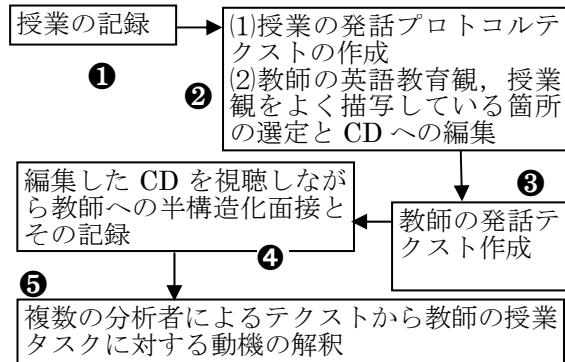 授業の記録
❶
❷
⑴授業の発話プロトコルテ
クストの作成
⑵教師の英語教育観，授業
観をよく描写している箇所
の選定と CD への編集
❸
教師の発話テ
クスト作成
編集した CD を視聴しなが
ら教師への半構造化面接と
その記録
❹
❺
複数の分析者によるテクストから教師の授業
タスクに対する動機の解釈